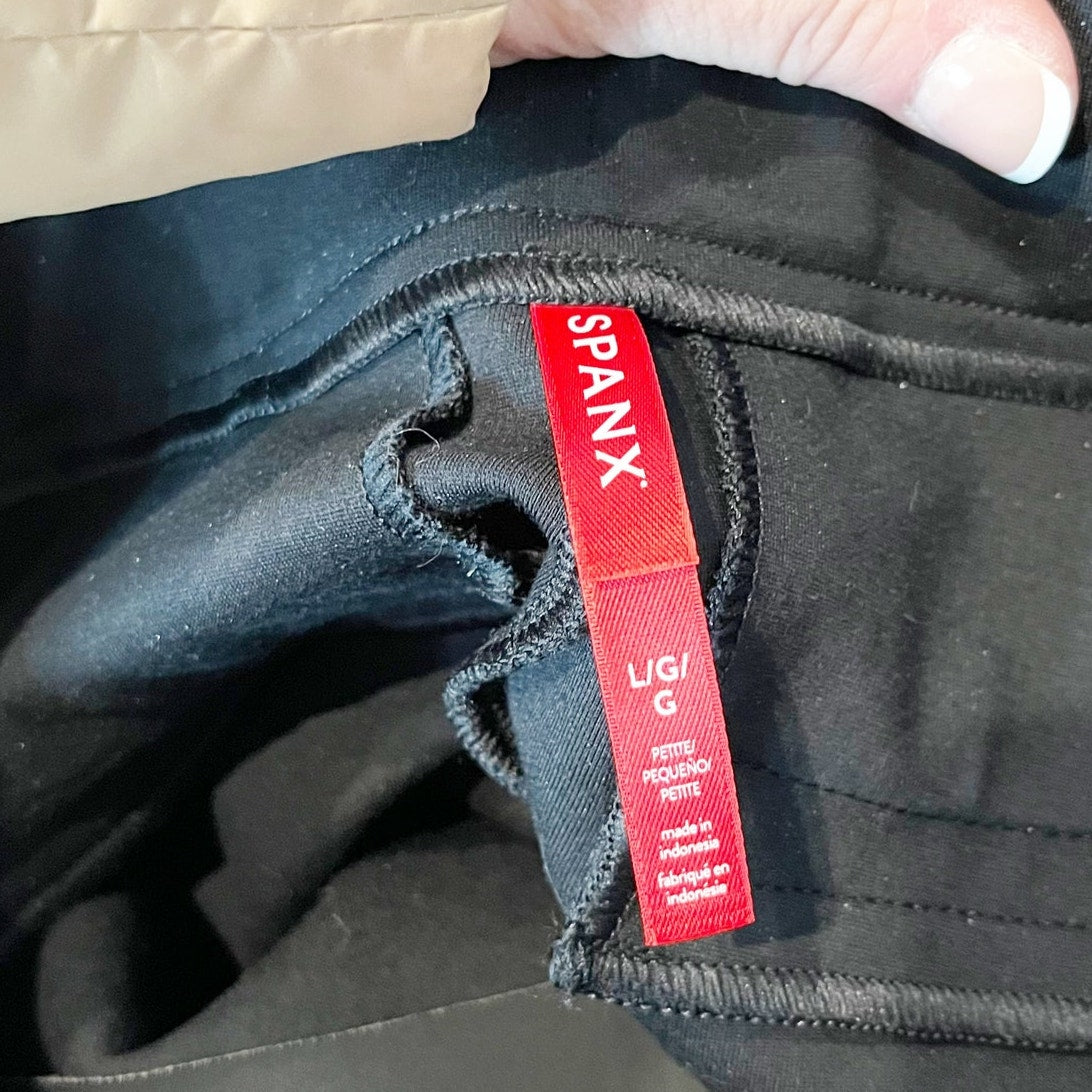 SPANX
L/G/
G
PETITE/
PEQUEÑO/
PETITE
made in
indonesia
fabriqué en
indonésie